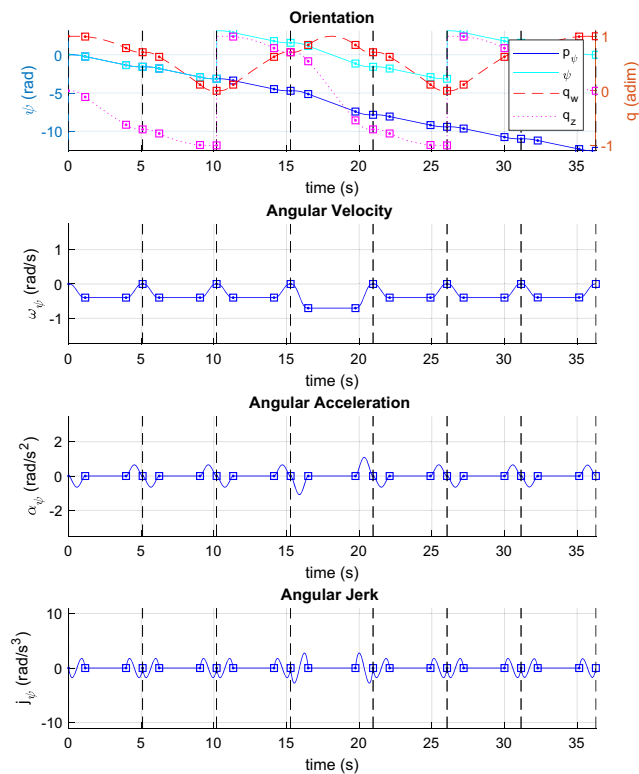 Orientation
0
-5
-10
ψ (rad)
1
0
-1
q (adim)
p_ψ
ψ
q_w
q_z
0 5 10 15 20 25 30 35
time (s)
Angular Velocity
1
0
-1
ω_ψ (rad/s)
0 5 10 15 20 25 30 35
time (s)
Angular Acceleration
2
0
-2
α_ψ (rad/s²)
0 5 10 15 20 25 30 35
time (s)
Angular Jerk
10
0
-10
j_ψ (rad/s³)
0 5 10 15 20 25 30 35
time (s)